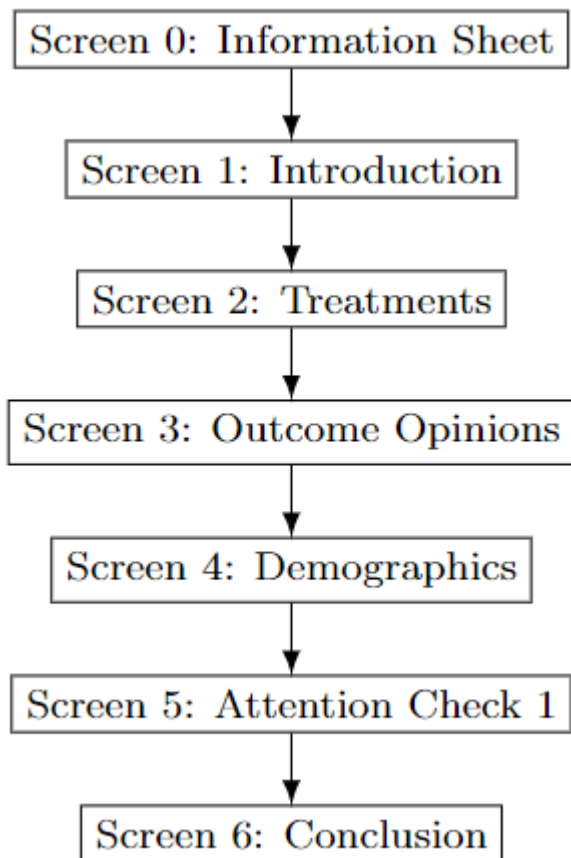 Screen 0: Information Sheet
Screen 1: Introduction
Screen 2: Treatments
Screen 3: Outcome Opinions
Screen 4: Demographics
Screen 5: Attention Check 1
Screen 6: Conclusion